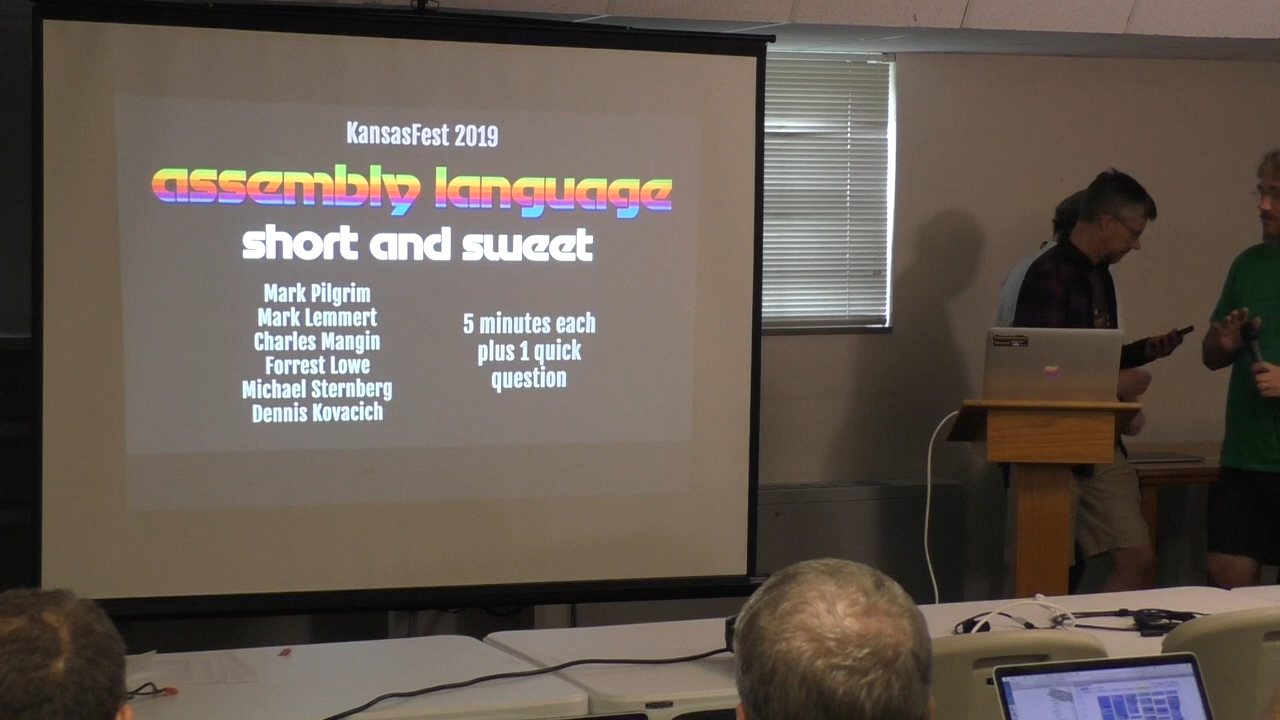 KansasFest 2019
assembly language
short and sweet
Mark Pilgrim
Mark Lemmert
Charles Mangin
Forrest Lowe
Michael Sternberg
Dennis Kovacich
5 minutes each
plus 1 quick
question